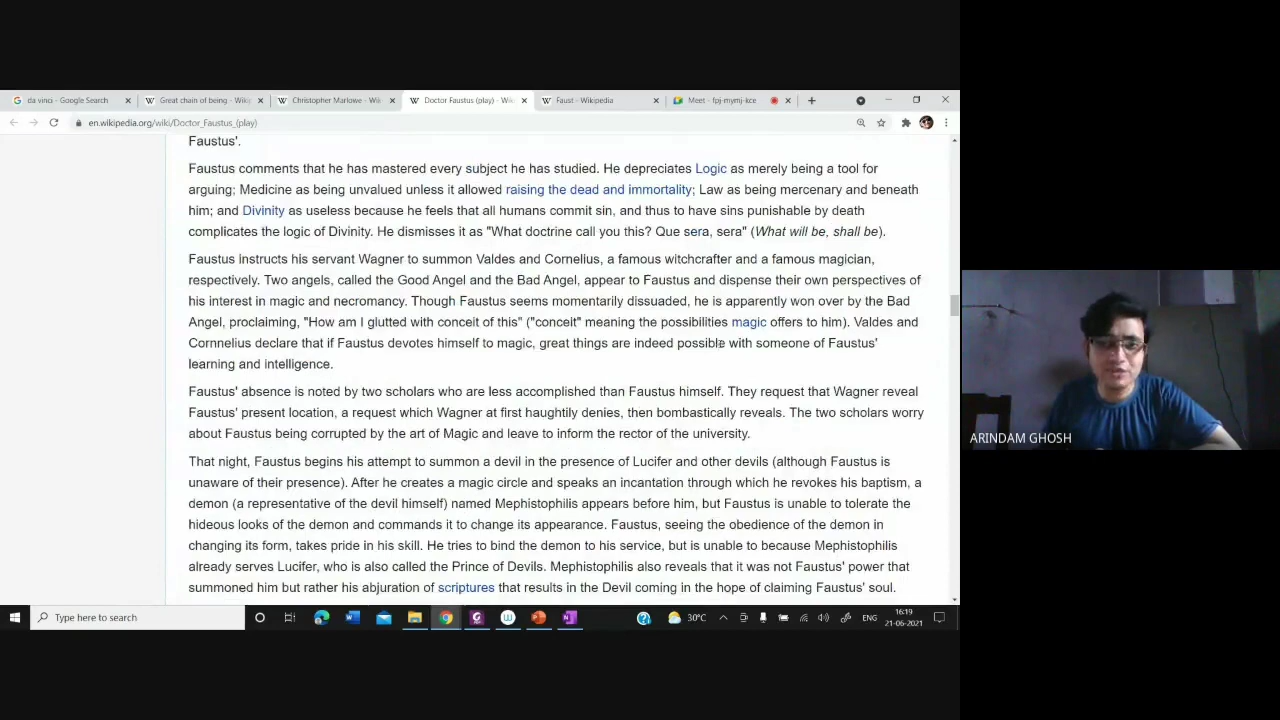 da vinci - Google Search
Great chain of being - Wiki
Christopher Marlowe - Wiki
Doctor Faustus (play) - Wiki
Faust - Wikipedia
Meet - fpj-mymj-kce
en.wikipedia.org/wiki/Doctor_Faustus_(play)
Faustus'.
Faustus comments that he has mastered every subject he has studied. He depreciates Logic as merely being a tool for
arguing; Medicine as being unvalued unless it allowed raising the dead and immortality; Law as being mercenary and beneath
him; and Divinity as useless because he feels that all humans commit sin, and thus to have sins punishable by death
complicates the logic of Divinity. He dismisses it as "What doctrine call you this? Que sera, sera" (What will be, shall be).
Faustus instructs his servant Wagner to summon Valdes and Cornelius, a famous witchcrafter and a famous magician,
respectively. Two angels, called the Good Angel and the Bad Angel, appear to Faustus and dispense their own perspectives of
his interest in magic and necromancy. Though Faustus seems momentarily dissuaded, he is apparently won over by the Bad
Angel, proclaiming, "How am I glutted with conceit of this" ("conceit" meaning the possibilities magic offers to him). Valdes and
Cornnelius declare that if Faustus devotes himself to magic, great things are indeed possible with someone of Faustus'
learning and intelligence.
Faustus' absence is noted by two scholars who are less accomplished than Faustus himself. They request that Wagner reveal
Faustus' present location, a request which Wagner at first haughtily denies, then bombastically reveals. The two scholars worry
about Faustus being corrupted by the art of Magic and leave to inform the rector of the university.
That night, Faustus begins his attempt to summon a devil in the presence of Lucifer and other devils (although Faustus is
unaware of their presence). After he creates a magic circle and speaks an incantation through which he revokes his baptism, a
demon (a representative of the devil himself) named Mephistophilis appears before him, but Faustus is unable to tolerate the
hideous looks of the demon and commands it to change its appearance. Faustus, seeing the obedience of the demon in
changing its form, takes pride in his skill. He tries to bind the demon to his service, but is unable to because Mephistophilis
already serves Lucifer, who is also called the Prince of Devils. Mephistophilis also reveals that it was not Faustus' power that
summoned him but rather his abjuration of scriptures that results in the Devil coming in the hope of claiming Faustus' soul.
ARINDAM GHOSH
Type here to search
30°C
ENG
16:19
21-06-2021